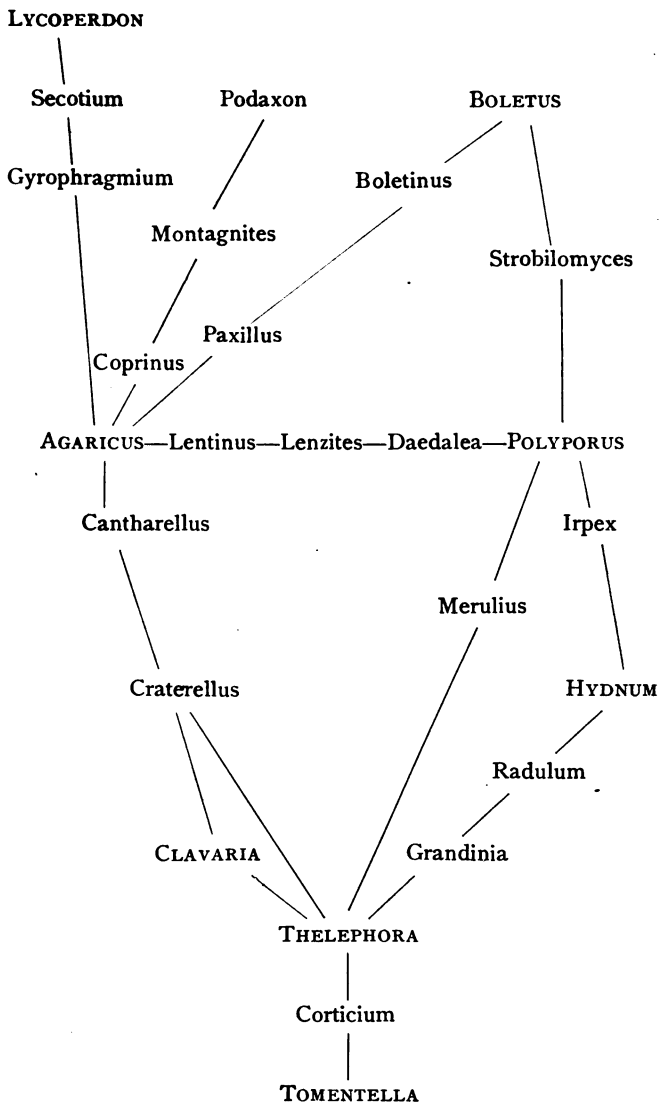 LYCOPERDON
Secotium Podaxon BOLETUS
Gyrophragmium Boletinus
Montagnites
Strobilomyces
Paxillus
Coprinus
AGARICUS—Lentinus—Lenzites—Daedalea—POLYPORUS
Cantharellus Irpex
Merulius
Craterellus HYDNUM
Radulum
CLAVARIA Grandinia
THELEPHORA
Corticium
TOMENTELLA